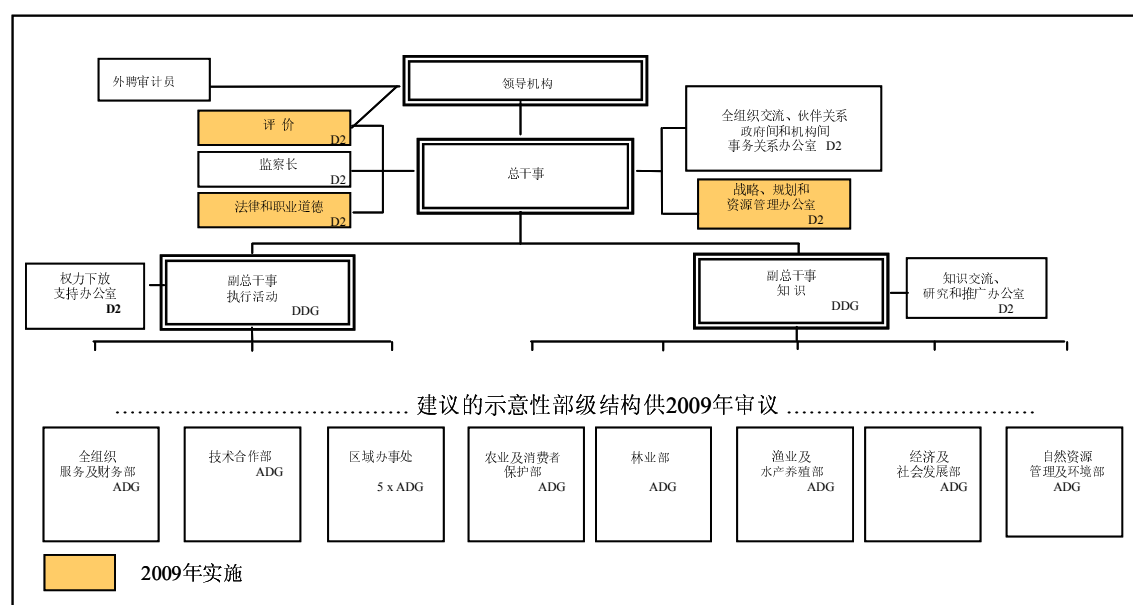 外聘审计员
领导机构
评 价
D2
监察长
D2
法律和职业道德
D2
总干事
全组织交流、伙伴关系
政府间和机构间
事务关系办公室 D2
战略、规划和
资源管理办公室
D2
权力下放
支持办公室
D2
副总干事
执行活动
DDG
副总干事
知 识
DDG
知识交流、
研究和推广办公室
D2
建议的示意性部级结构供2009年审议
全组织
服务及财务部
ADG
技术合作部
ADG
区域办事处
5 x ADG
农业及消费者
保护部
ADG
林业部
ADG
渔业及
水产养殖部
ADG
经济及
社会发展部
ADG
自然资源
管理及环境部
ADG
2009年实施